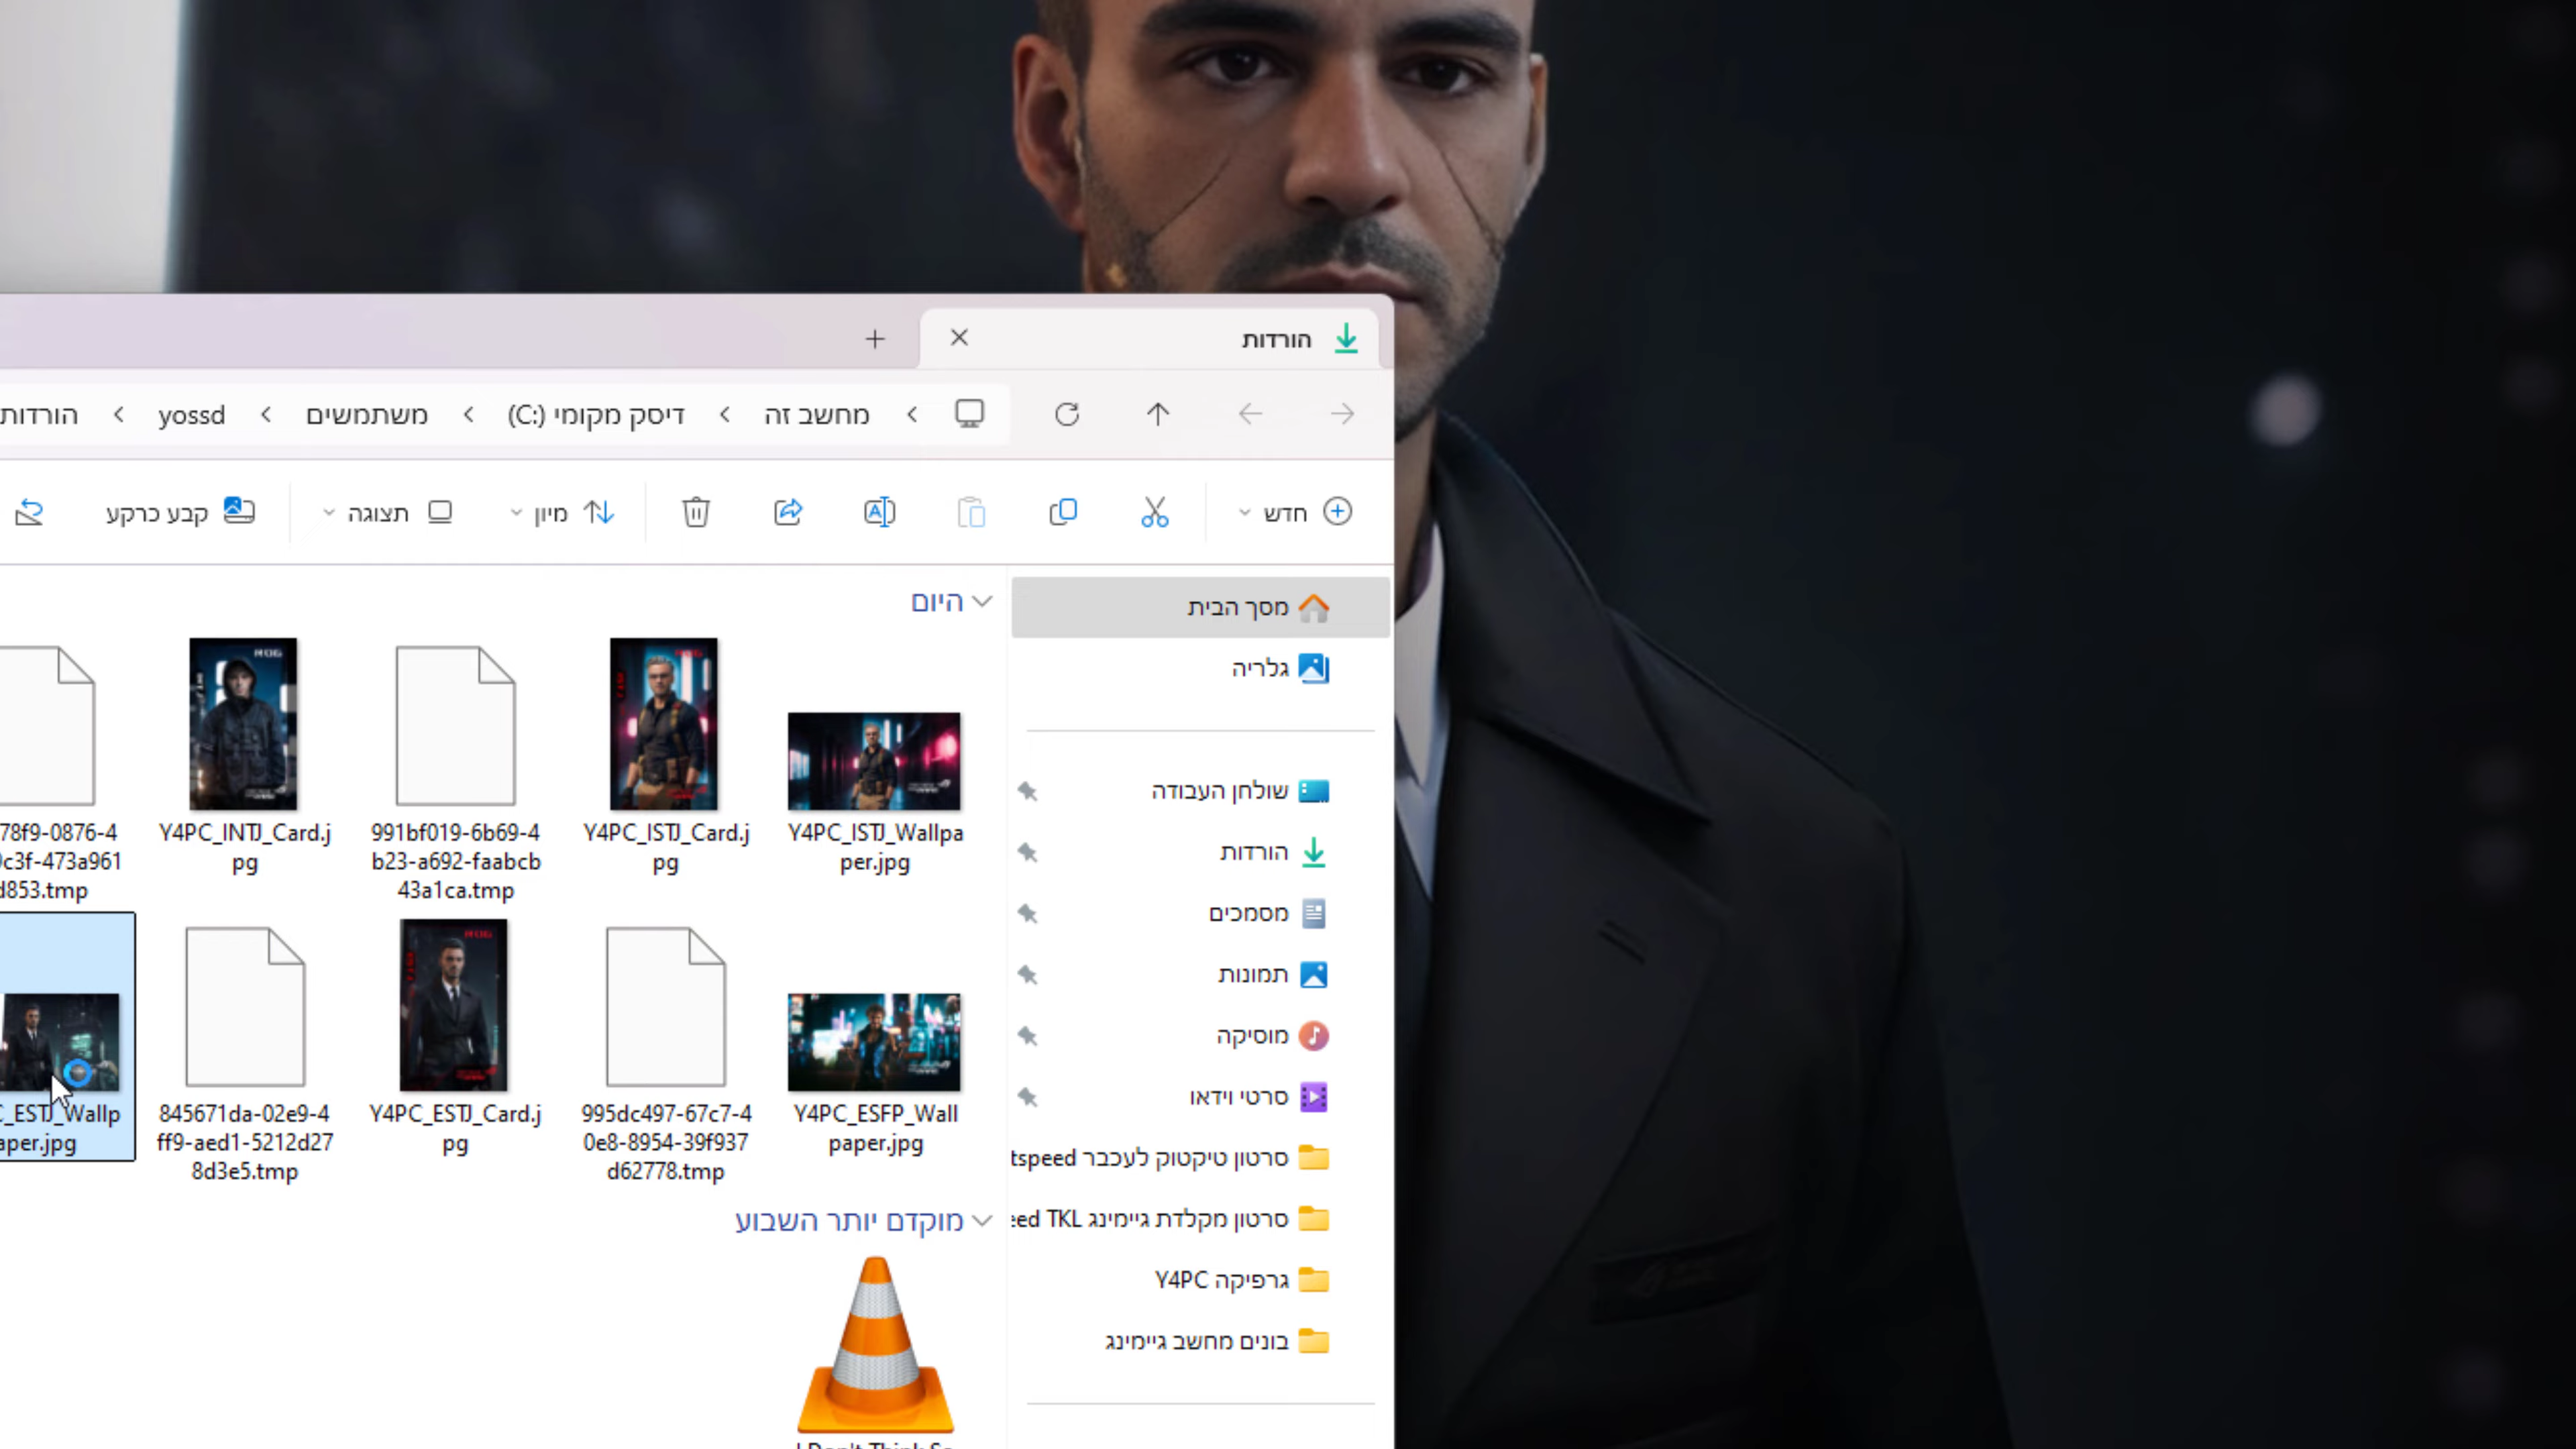 הורדות
מחשב זה
דיסק מקומי (C:)
משתמשים
yossd
הורדות
חדש
מיון
תצוגה
קבע כרקע
מסך הבית
גלריה
שולחן העבודה
הורדות
מסמכים
תמונות
מוסיקה
סרטי וידאו
סרטון טיקטוק לעכבר tspeed
סרטון מקלדת גיימינג eed TKL
גרפיקה Y4PC
בונים מחשב גיימינג
היום
Y4PC_ISTJ_Wallpa
per.jpg
Y4PC_ISTJ_Card.j
pg
991bf019-6b69-4
b23-a692-faabcb
43a1ca.tmp
Y4PC_INTJ_Card.j
pg
78f9-0876-4
c3f-473a961
d853.tmp
Y4PC_ESFP_Wall
paper.jpg
995dc497-67c7-4
0e8-8954-39f937
d62778.tmp
Y4PC_ESTJ_Card.j
pg
845671da-02e9-4
ff9-aed1-5212d27
8d3e5.tmp
C_ESTJ_Wallp
aper.jpg
מוקדם יותר השבוע
I Don't Think So